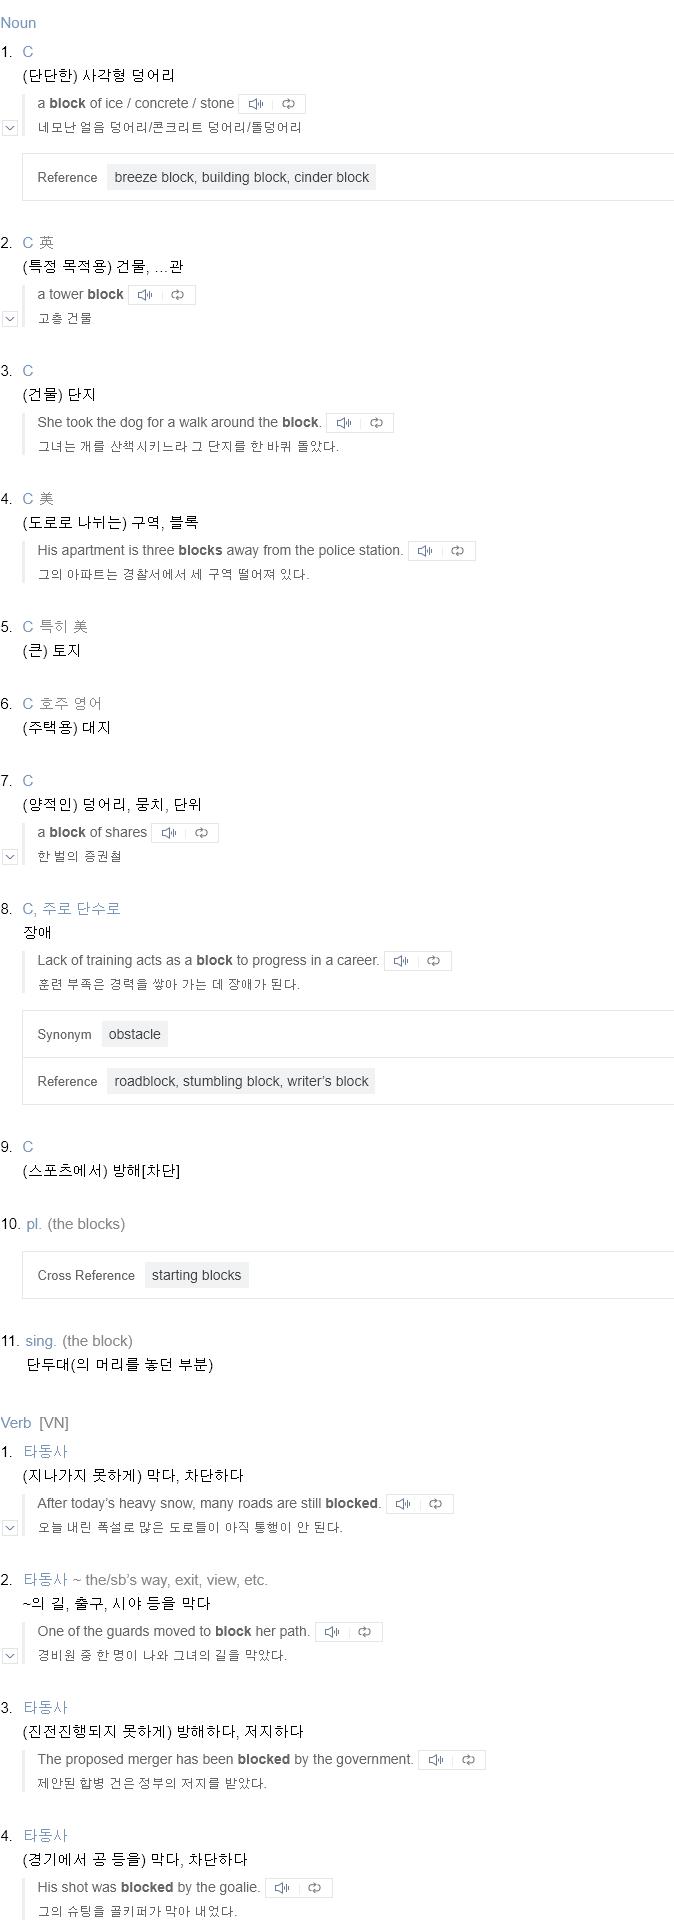 Noun
1. C
(단단한) 사각형 덩어리
a block of ice / concrete / stone
네모난 얼음 덩어리/콘크리트 덩어리/돌덩어리
Reference breeze block, building block, cinder block
2. C 英
(특정 목적용) 건물, …관
a tower block
고층 건물
3. C
(건물) 단지
She took the dog for a walk around the block.
그녀는 개를 산책시키느라 그 단지를 한 바퀴 돌았다.
4. C 美
(도로로 나뉘는) 구역, 블록
His apartment is three blocks away from the police station.
그의 아파트는 경찰서에서 세 구역 떨어져 있다.
5. C 특히 美
(큰) 토지
6. C 호주 영어
(주택용) 대지
7. C
(양적인) 덩어리, 뭉치, 단위
a block of shares
한 벌의 증권철
8. C, 주로 단수로
장애
Lack of training acts as a block to progress in a career.
훈련 부족은 경력을 쌓아 가는 데 장애가 된다.
Synonym obstacle
Reference roadblock, stumbling block, writer’s block
9. C
(스포츠에서) 방해[차단]
10. pl. (the blocks)
Cross Reference starting blocks
11. sing. (the block)
단두대(의 머리를 놓던 부분)
Verb [VN]
1. 타동사
(지나가지 못하게) 막다, 차단하다
After today’s heavy snow, many roads are still blocked.
오늘 내린 폭설로 많은 도로들이 아직 통행이 안 된다.
2. 타동사 ~ the/sb’s way, exit, view, etc.
~의 길, 출구, 시야 등을 막다
One of the guards moved to block her path.
경비원 중 한 명이 나와 그녀의 길을 막았다.
3. 타동사
(진전진행되지 못하게) 방해하다, 저지하다
The proposed merger has been blocked by the government.
제안된 합병 건은 정부의 저지를 받았다.
4. 타동사
(경기에서 공 등을) 막다, 차단하다
His shot was blocked by the goalie.
그의 슈팅을 골키퍼가 막아 내었다.